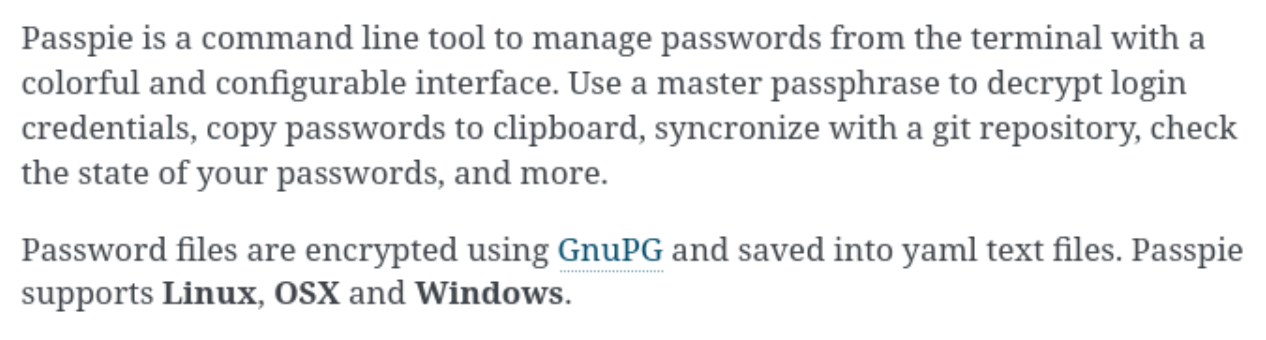 Passpie is a command line tool to manage passwords from the terminal with a
colorful and configurable interface. Use a master passphrase to decrypt login
credentials, copy passwords to clipboard, syncronize with a git repository, check
the state of your passwords, and more.
Password files are encrypted using GnuPG and saved into yaml text files. Passpie
supports Linux, OSX and Windows.